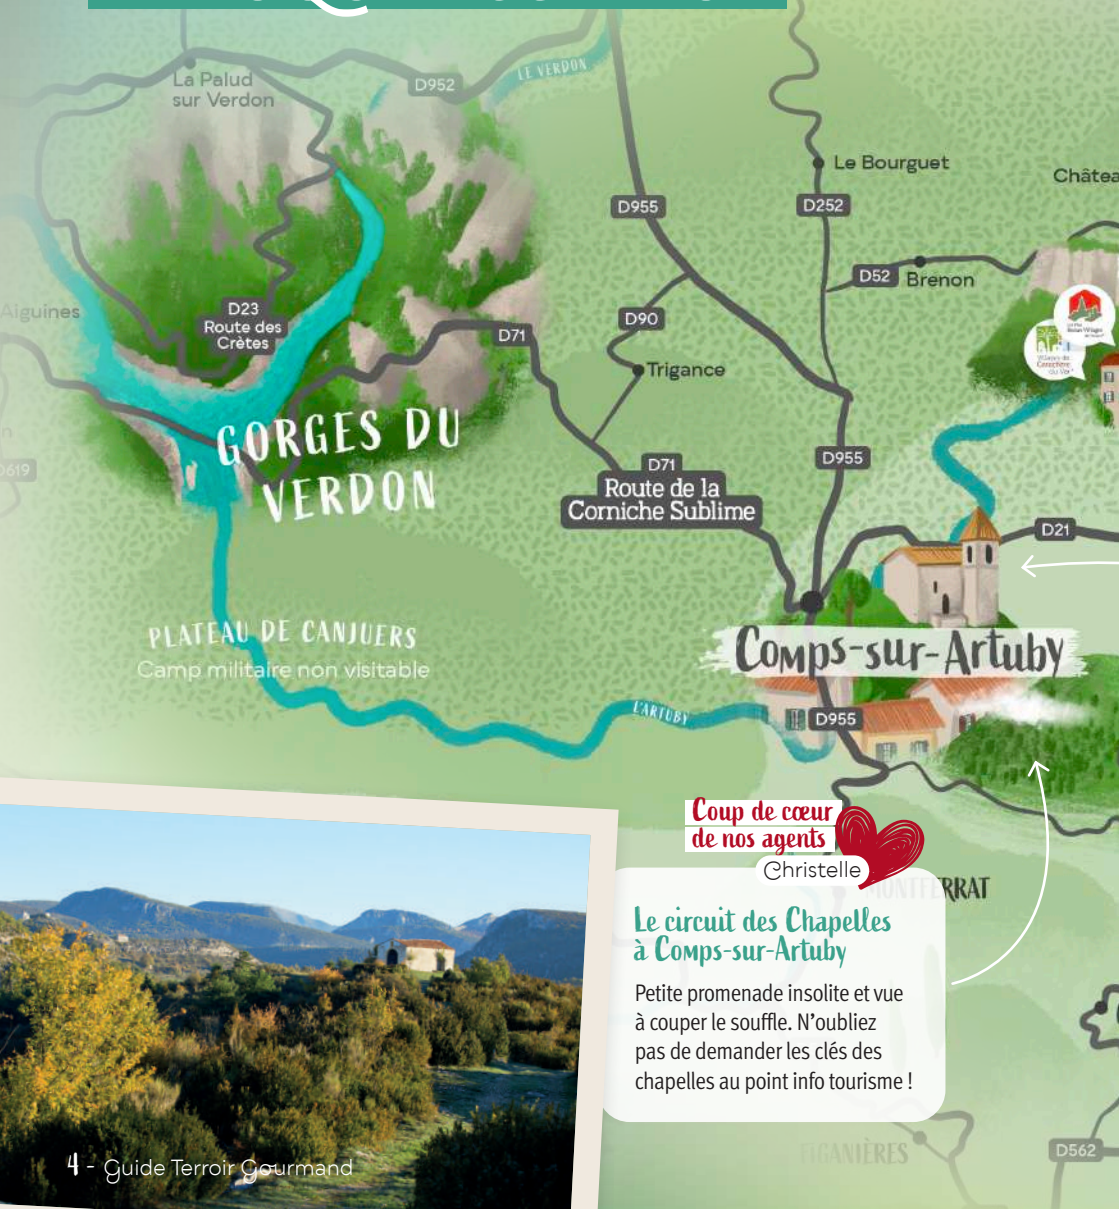 La Palud
sur Verdon
D952
LE VERDON
Le Bourguet
D955
D252
D52
Brenon
Aiguines
D23
Route des
Crètes
D71
D90
Trigance
GORGES DU
VERDON
D955
D71
Route de la
Corniche Sublime
D21
PLATEAU DE CANJUERS
Camp militaire non visitable
Comps-sur-Artuby
L'ARTUBY
D955
Coup de cœur
de nos agents
Christelle
MONTFERRAT
Le circuit des Chapelles
à Comps-sur-Artuby
Petite promenade insolite et vue
à couper le souffle. N’oubliez
pas de demander les clés des
chapelles au point info tourisme !
FIGANIÈRES
D562
4 - Guide Terroir Gourmand